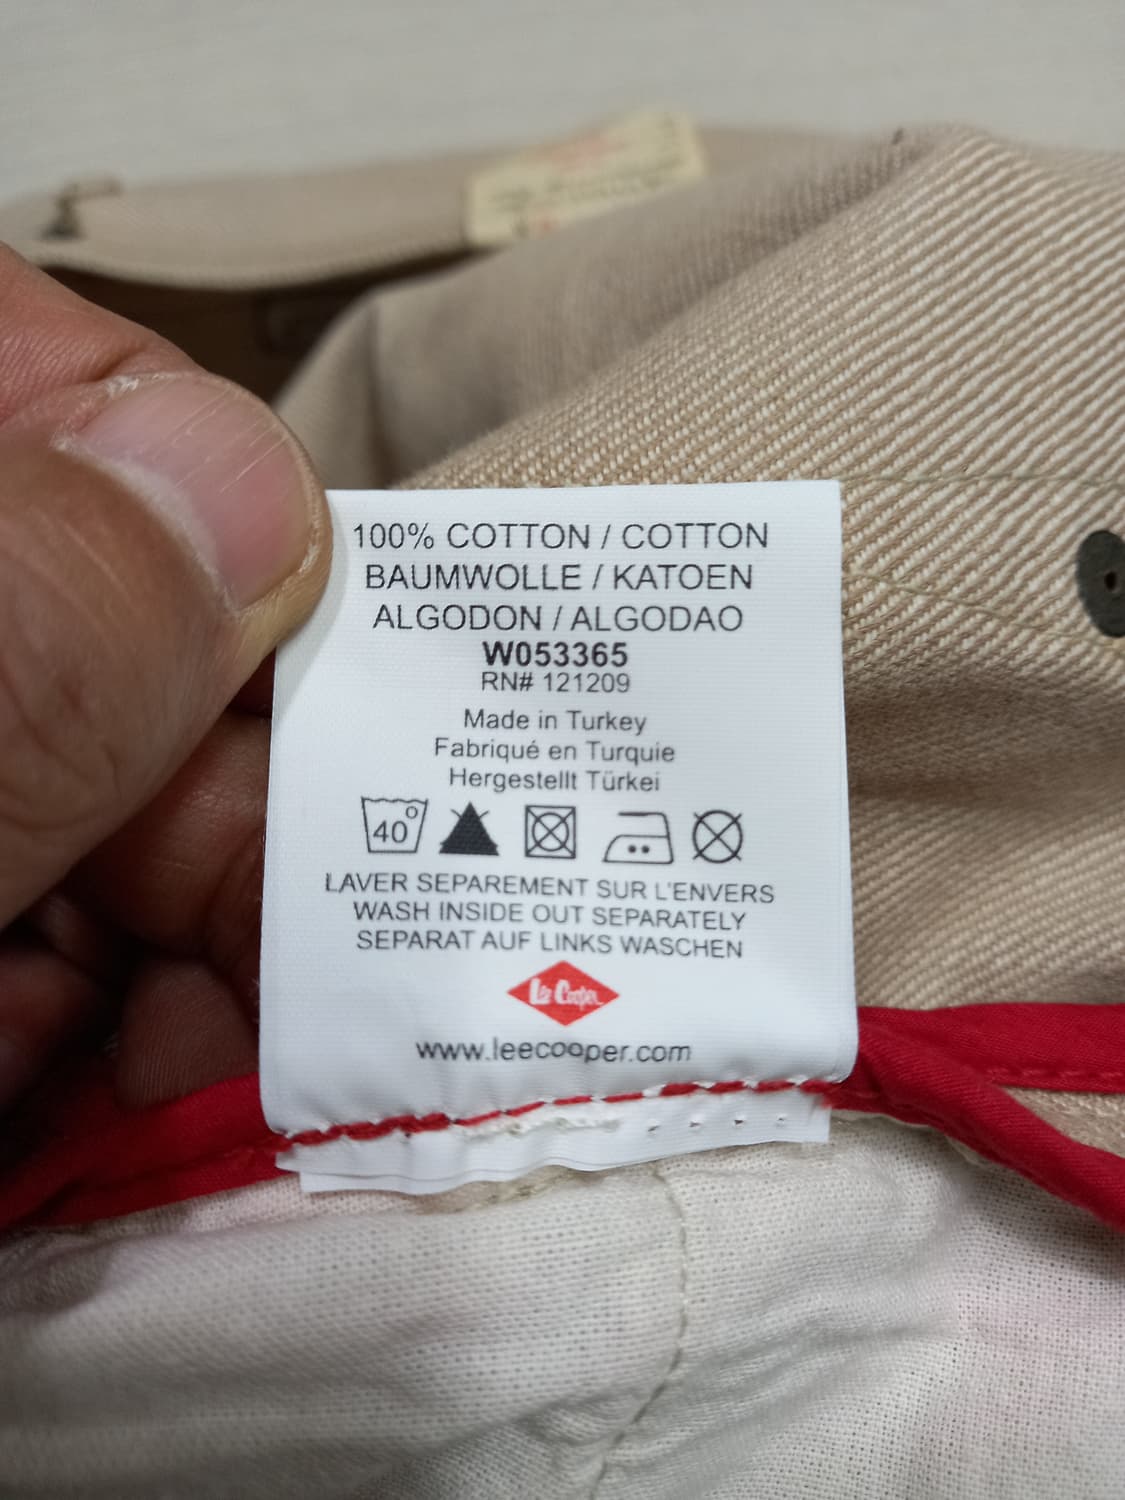 100% COTTON / COTTON
BAUMWOLLE / KATOEN
ALGODON / ALGODAO
W053365
RN# 121209
Made in Turkey
Fabriqué en Turquie
Hergestellt Türkei
40°
LAVER SEPAREMENT SUR L'ENVERS
WASH INSIDE OUT SEPARATELY
SEPARAT AUF LINKS WASCHEN
Lee Cooper
www.leecooper.com